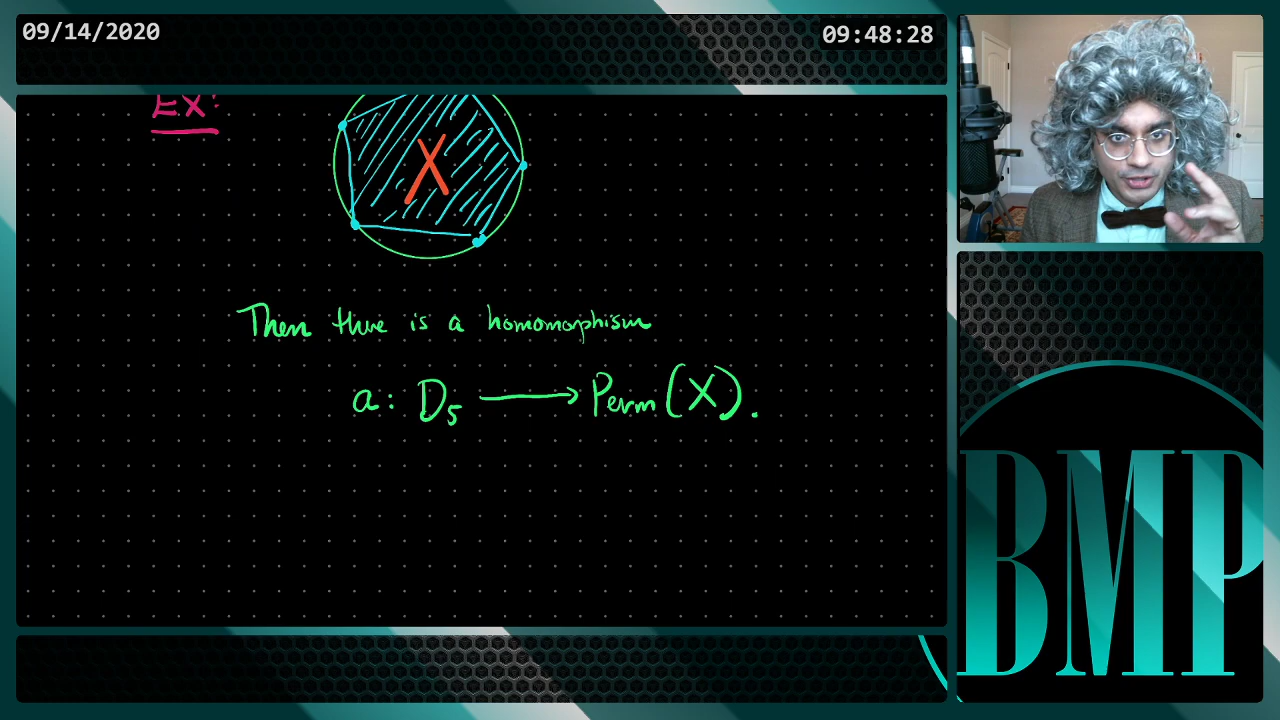 09/14/2020
09:48:28
EX:
X
Then there is a homomorphism
a: D₅ ⟶ Perm(X).
BMP